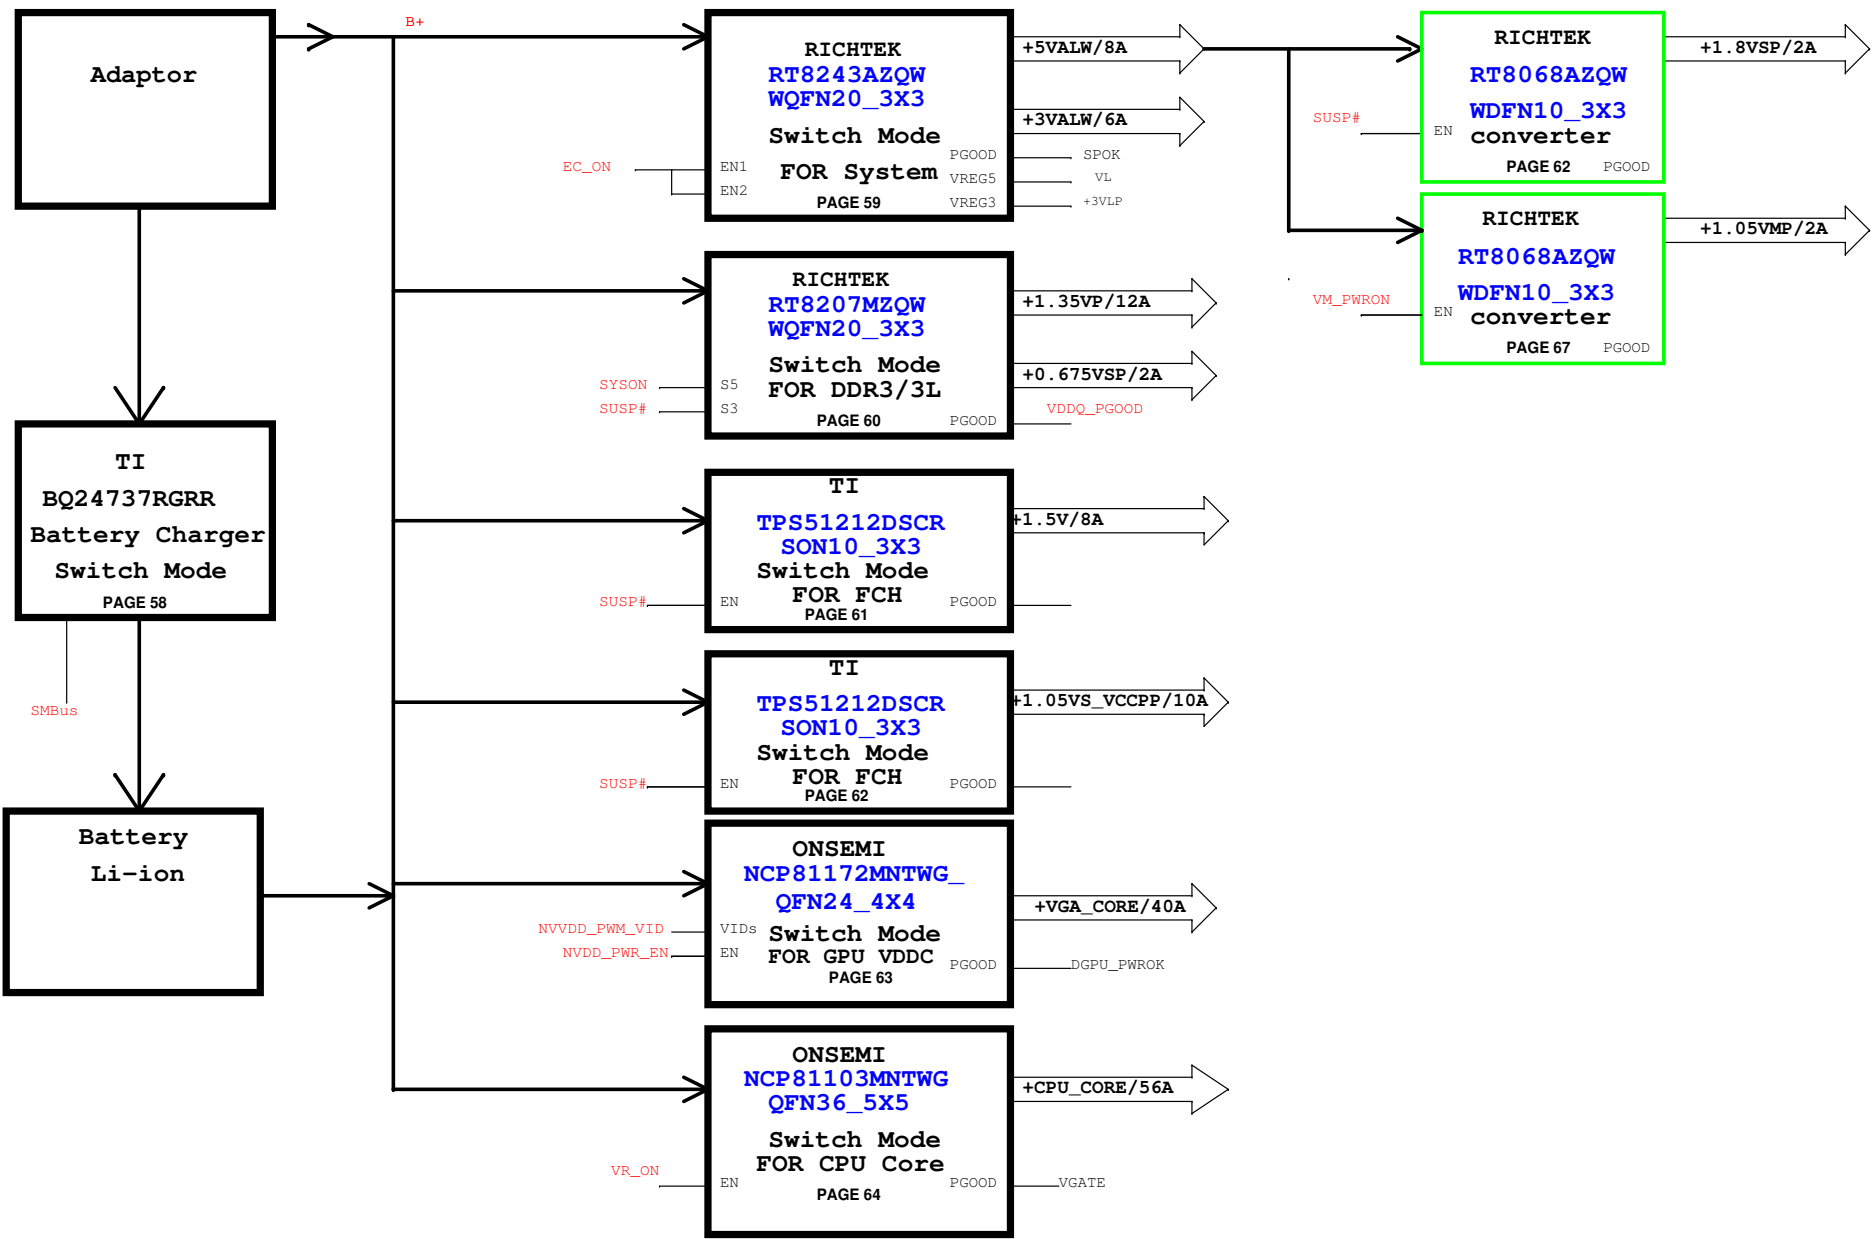 B+
Adaptor
TI
BQ24737RGRR
Battery Charger
Switch Mode
PAGE 58
SMBus
Battery
Li-ion
RICHTEK
RT8243AZQW
WQFN20_3X3
Switch Mode
FOR System
PAGE 59
EC_ON
EN1
EN2
PGOOD
VREG5
VREG3
SPOK
VL
+3VLP
+5VALW/8A
+3VALW/6A
RICHTEK
RT8207MZQW
WQFN20_3X3
Switch Mode
FOR DDR3/3L
PAGE 60
SYSON
SUSP#
S5
S3
PGOOD
VDDQ_PGOOD
+1.35VP/12A
+0.675VSP/2A
TI
TPS51212DSCR
SON10_3X3
Switch Mode
FOR FCH
PAGE 61
SUSP#
EN
PGOOD
+1.5V/8A
TI
TPS51212DSCR
SON10_3X3
Switch Mode
FOR FCH
PAGE 62
SUSP#
EN
PGOOD
+1.05VS_VCCPP/10A
ONSEMI
NCP81172MNTWG_
QFN24_4X4
Switch Mode
FOR GPU VDDC
PAGE 63
NVVDD_PWM_VID
NVDD_PWR_EN
VIDs
EN
PGOOD
DGPU_PWROK
+VGA_CORE/40A
ONSEMI
NCP81103MNTWG
QFN36_5X5
Switch Mode
FOR CPU Core
PAGE 64
VR_ON
EN
PGOOD
VGATE
+CPU_CORE/56A
RICHTEK
RT8068AZQW
WDFN10_3X3
converter
PAGE 62
SUSP#
EN
PGOOD
+1.8VSP/2A
RICHTEK
RT8068AZQW
WDFN10_3X3
converter
PAGE 67
VM_PWRON
EN
PGOOD
+1.05VMP/2A